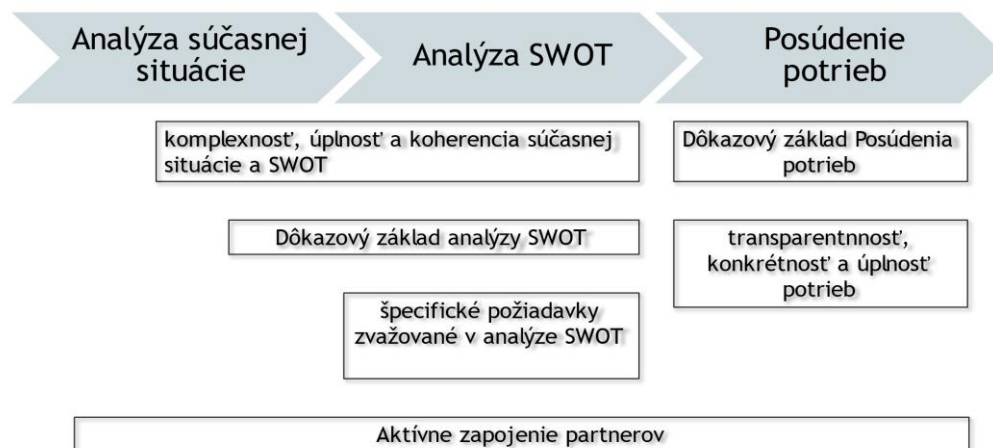 Analýza súčasnej
situácie
Analýza SWOT
Posúdenie
potrieb
komplexnosť, úplnosť a koherencia súčasnej
situácie a SWOT
Dôkazový základ Posúdenia
potrieb
Dôkazový základ analýzy SWOT
transparentnnosť,
konkrétnosť a úplnosť
potrieb
špecifické požiadavky
zvažované v analýze SWOT
Aktívne zapojenie partnerov